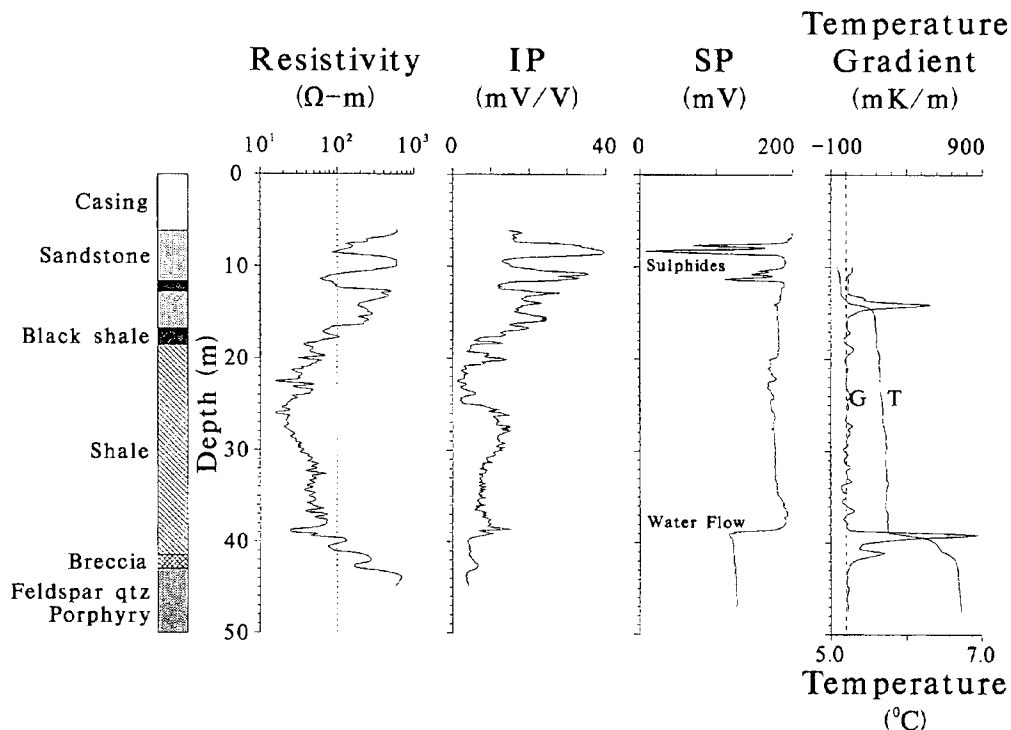 Temperature
Resistivity IP SP Gradient
(Ω-m) (mV/V) (mV) (mK/m)
10¹ 10² 10³ 0 40 0 200 -100 900
0
Casing
Sandstone
10
Sulphides
Black shale
20
G T
Shale
30
Depth (m)
Water Flow
40
Breccia
Feldspar qtz
Porphyry
50
5.0 7.0
Temperature
(⁰C)